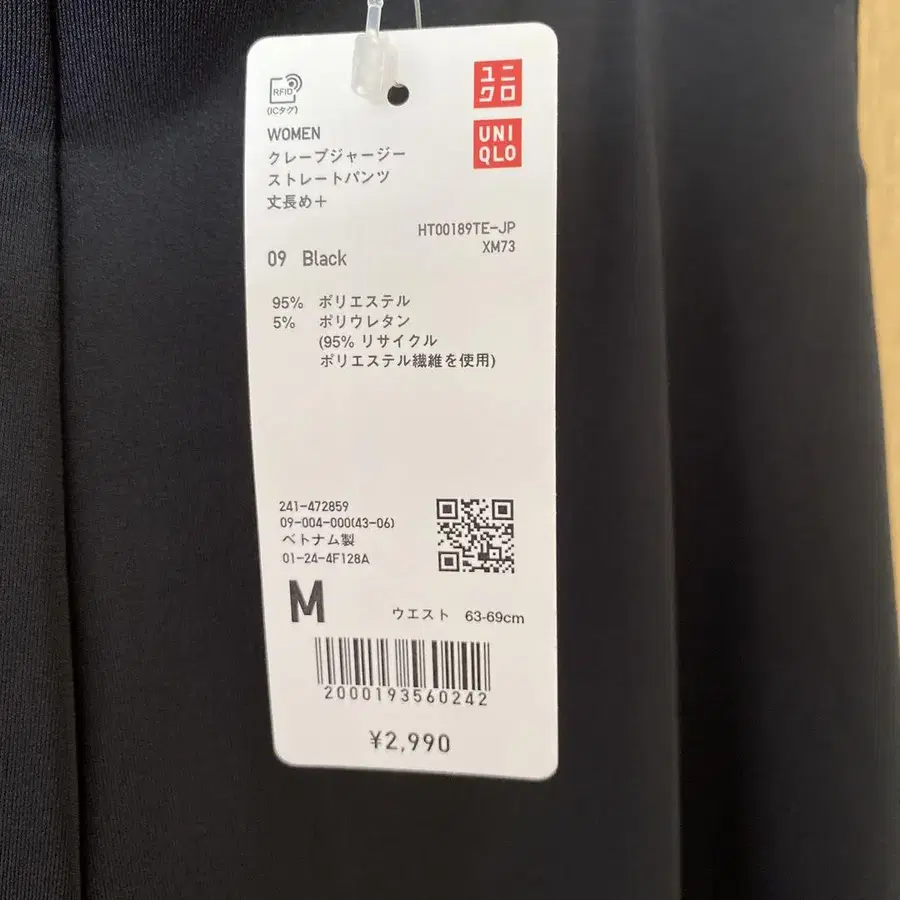 ユニ
クロ
UNI
QLO
RFID
(ICタグ)
WOMEN
クレープジャージー
ストレートパンツ
丈長め＋
HT00189TE-JP
XM73
09 Black
95% ポリエステル
5% ポリウレタン
(95% リサイクル
ポリエステル繊維を使用)
241-472859
09-004-000(43-06)
ベトナム製
01-24-4F128A
M
ウエスト 63-69cm
2000193560242
¥2,990